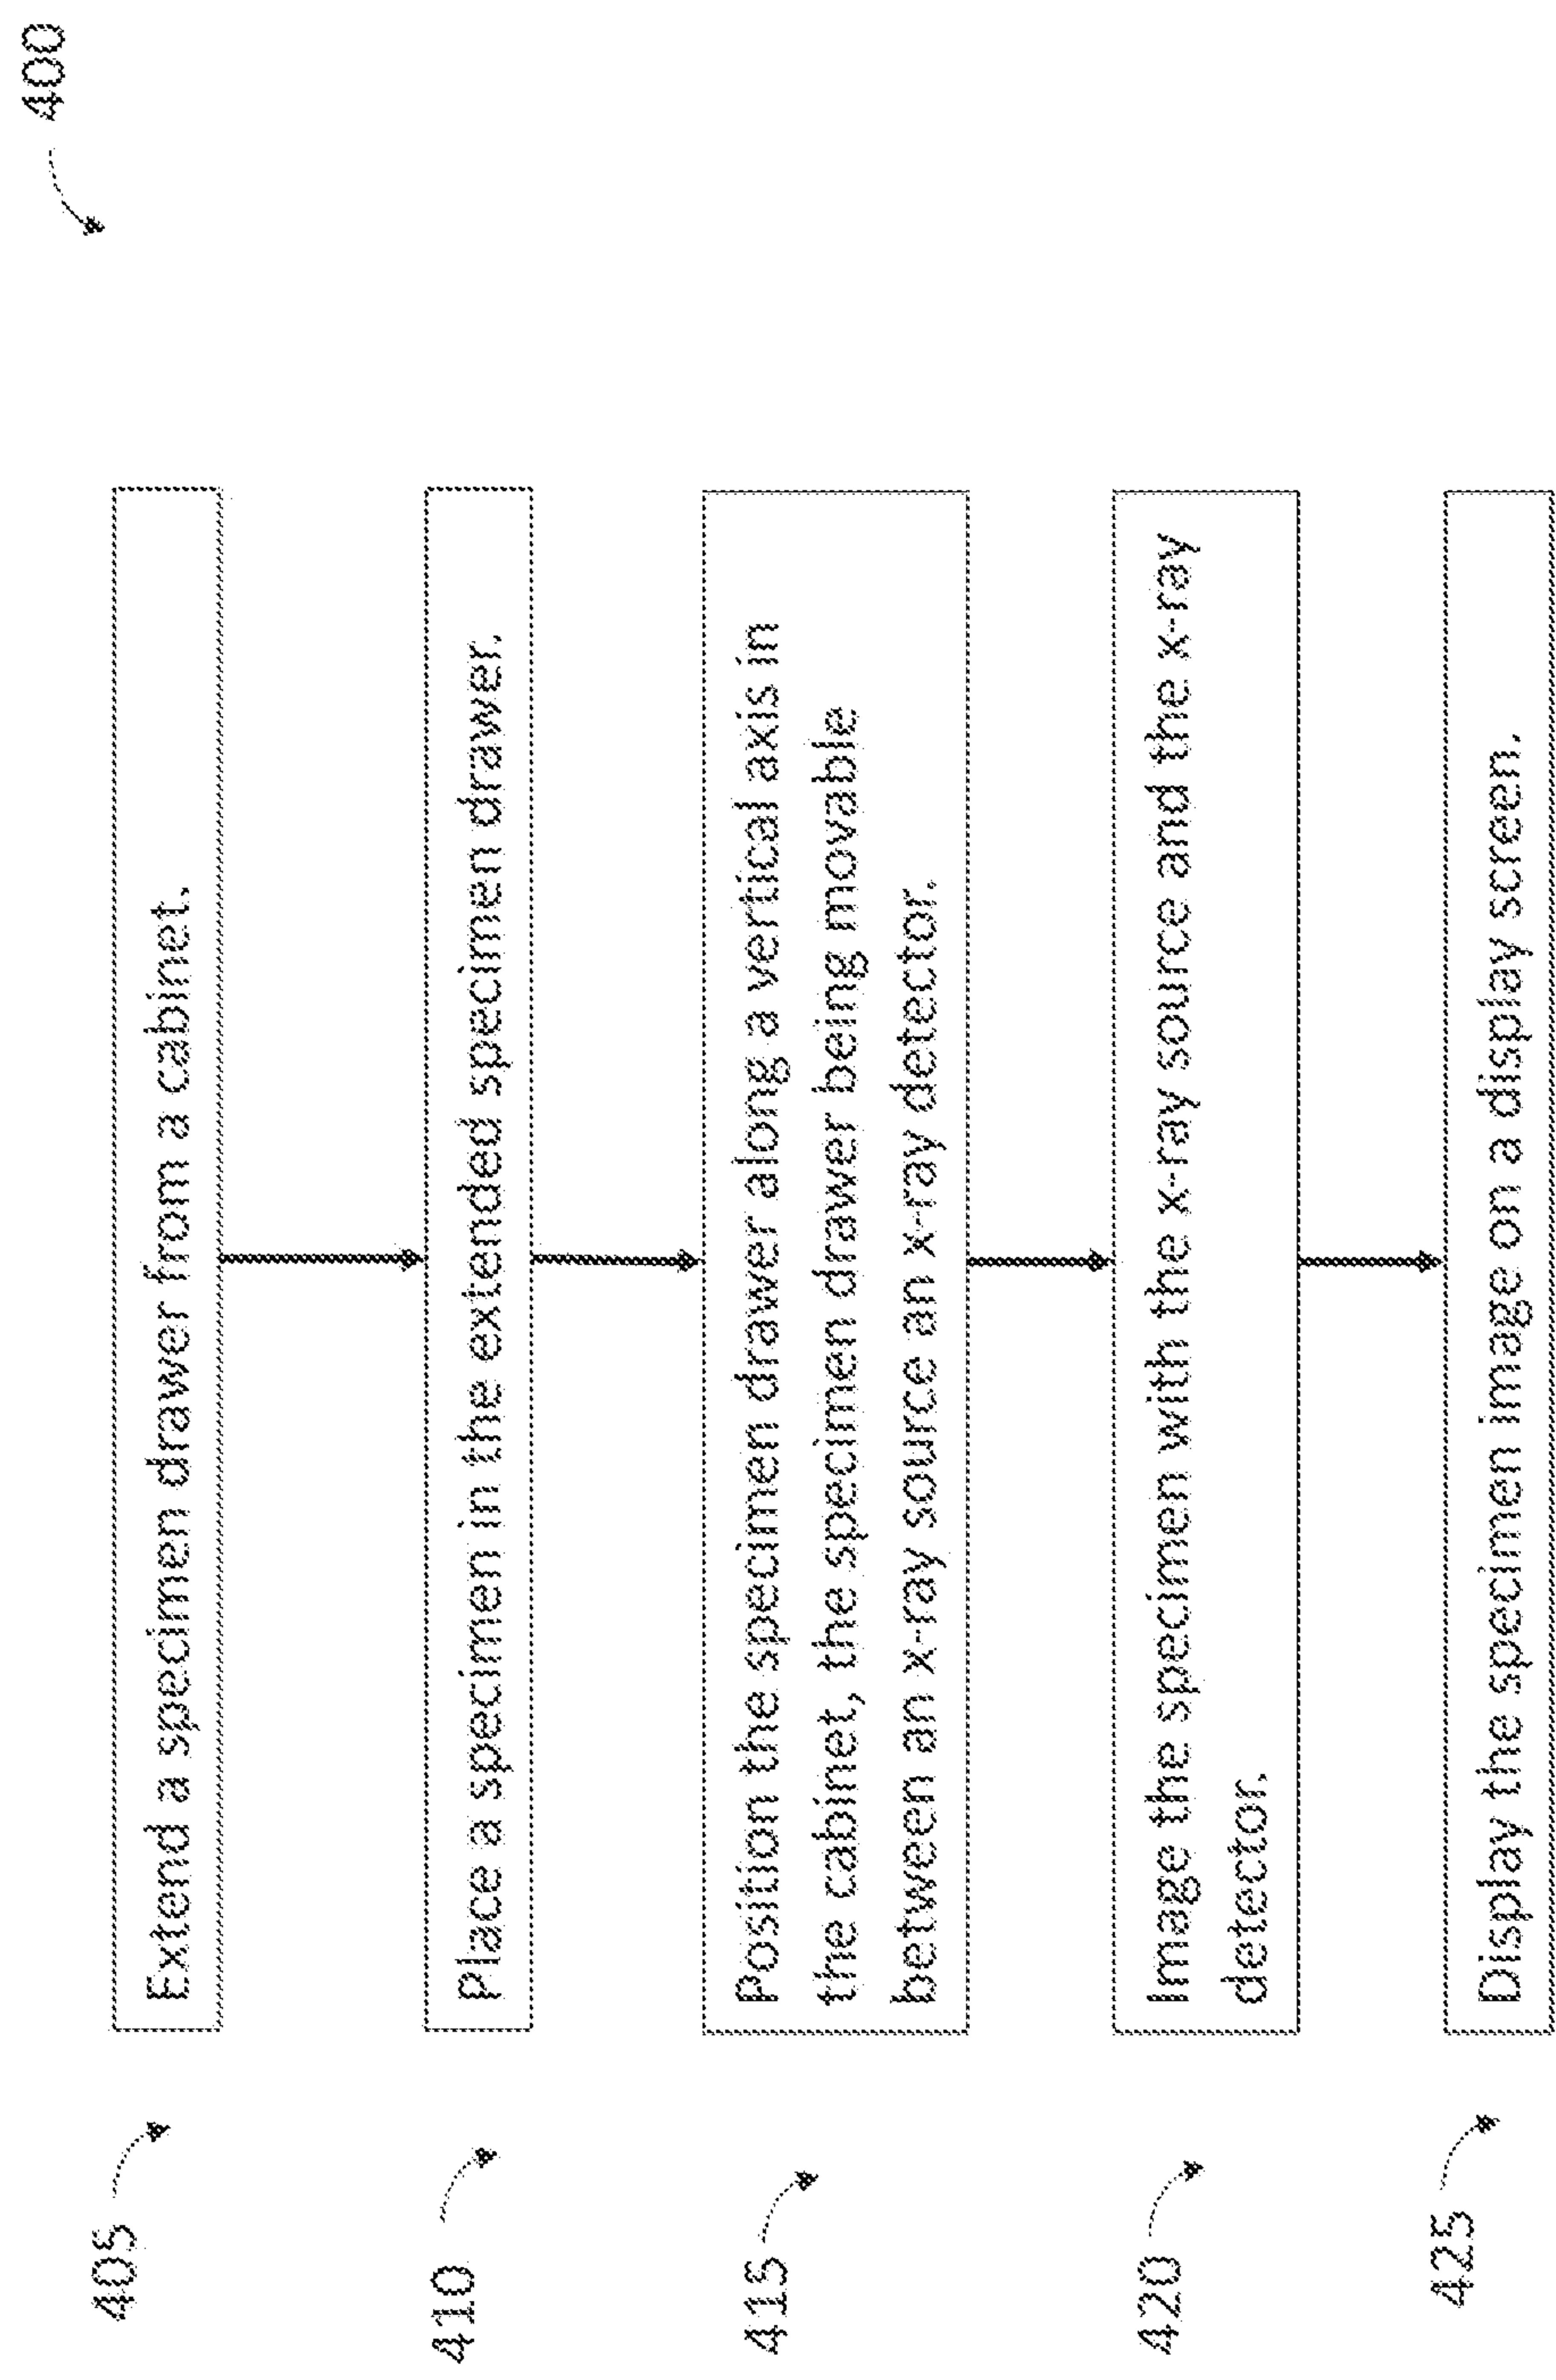 400
405
Extend a specimen drawer from a cabinet.
410
Place a specimen in the extended specimen drawer.
415
Position the specimen drawer along a vertical axis in
the cabinet, the specimen drawer being movable
between an x-ray source an x-ray detector.
420
Image the specimen with the x-ray source and the x-ray
detector.
425
Display the specimen image on a display screen.